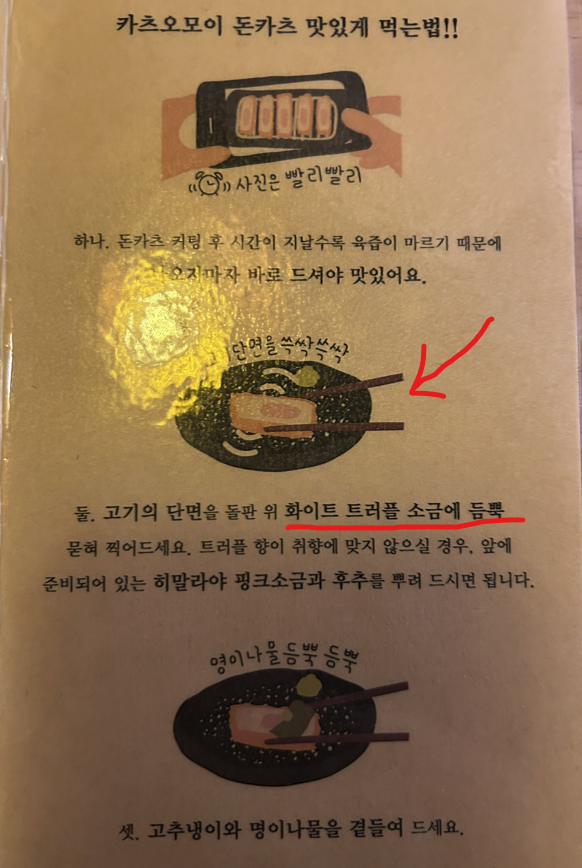 카츠오모이 돈카츠 맛있게 먹는법!!
사진은 빨리빨리
하나. 돈카츠 커팅 후 시간이 지날수록 육즙이 마르기 때문에
오자마자 바로 드셔야 맛있어요.
단면을 쓱싹쓱싹
둘. 고기의 단면을 돌판 위 화이트 트러플 소금에 듬뿍
묻혀 찍어드세요. 트러플 향이 취향에 맞지 않으실 경우, 앞에
준비되어 있는 히말라야 핑크소금과 후추를 뿌려 드시면 됩니다.
명이나물듬뿍듬뿍
셋. 고추냉이와 명이나물을 곁들여 드세요.